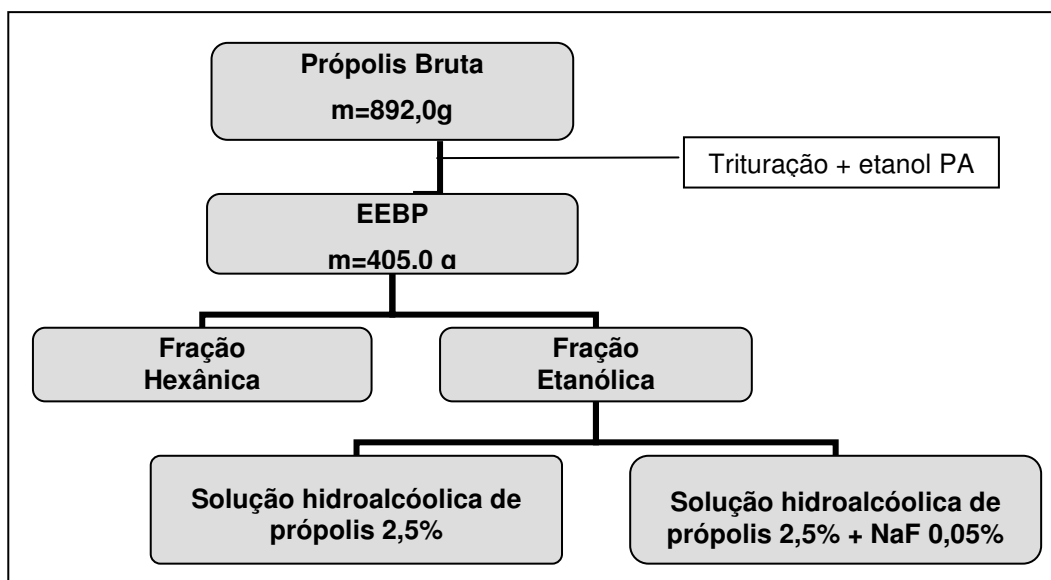 Própolis Bruta
m=892,0g
Trituração + etanol PA
EEBP
m=405.0 g
Fração
Hexânica
Fração
Etanólica
Solução hidroalcóolica de
própolis 2,5%
Solução hidroalcóolica de
própolis 2,5% + NaF 0,05%